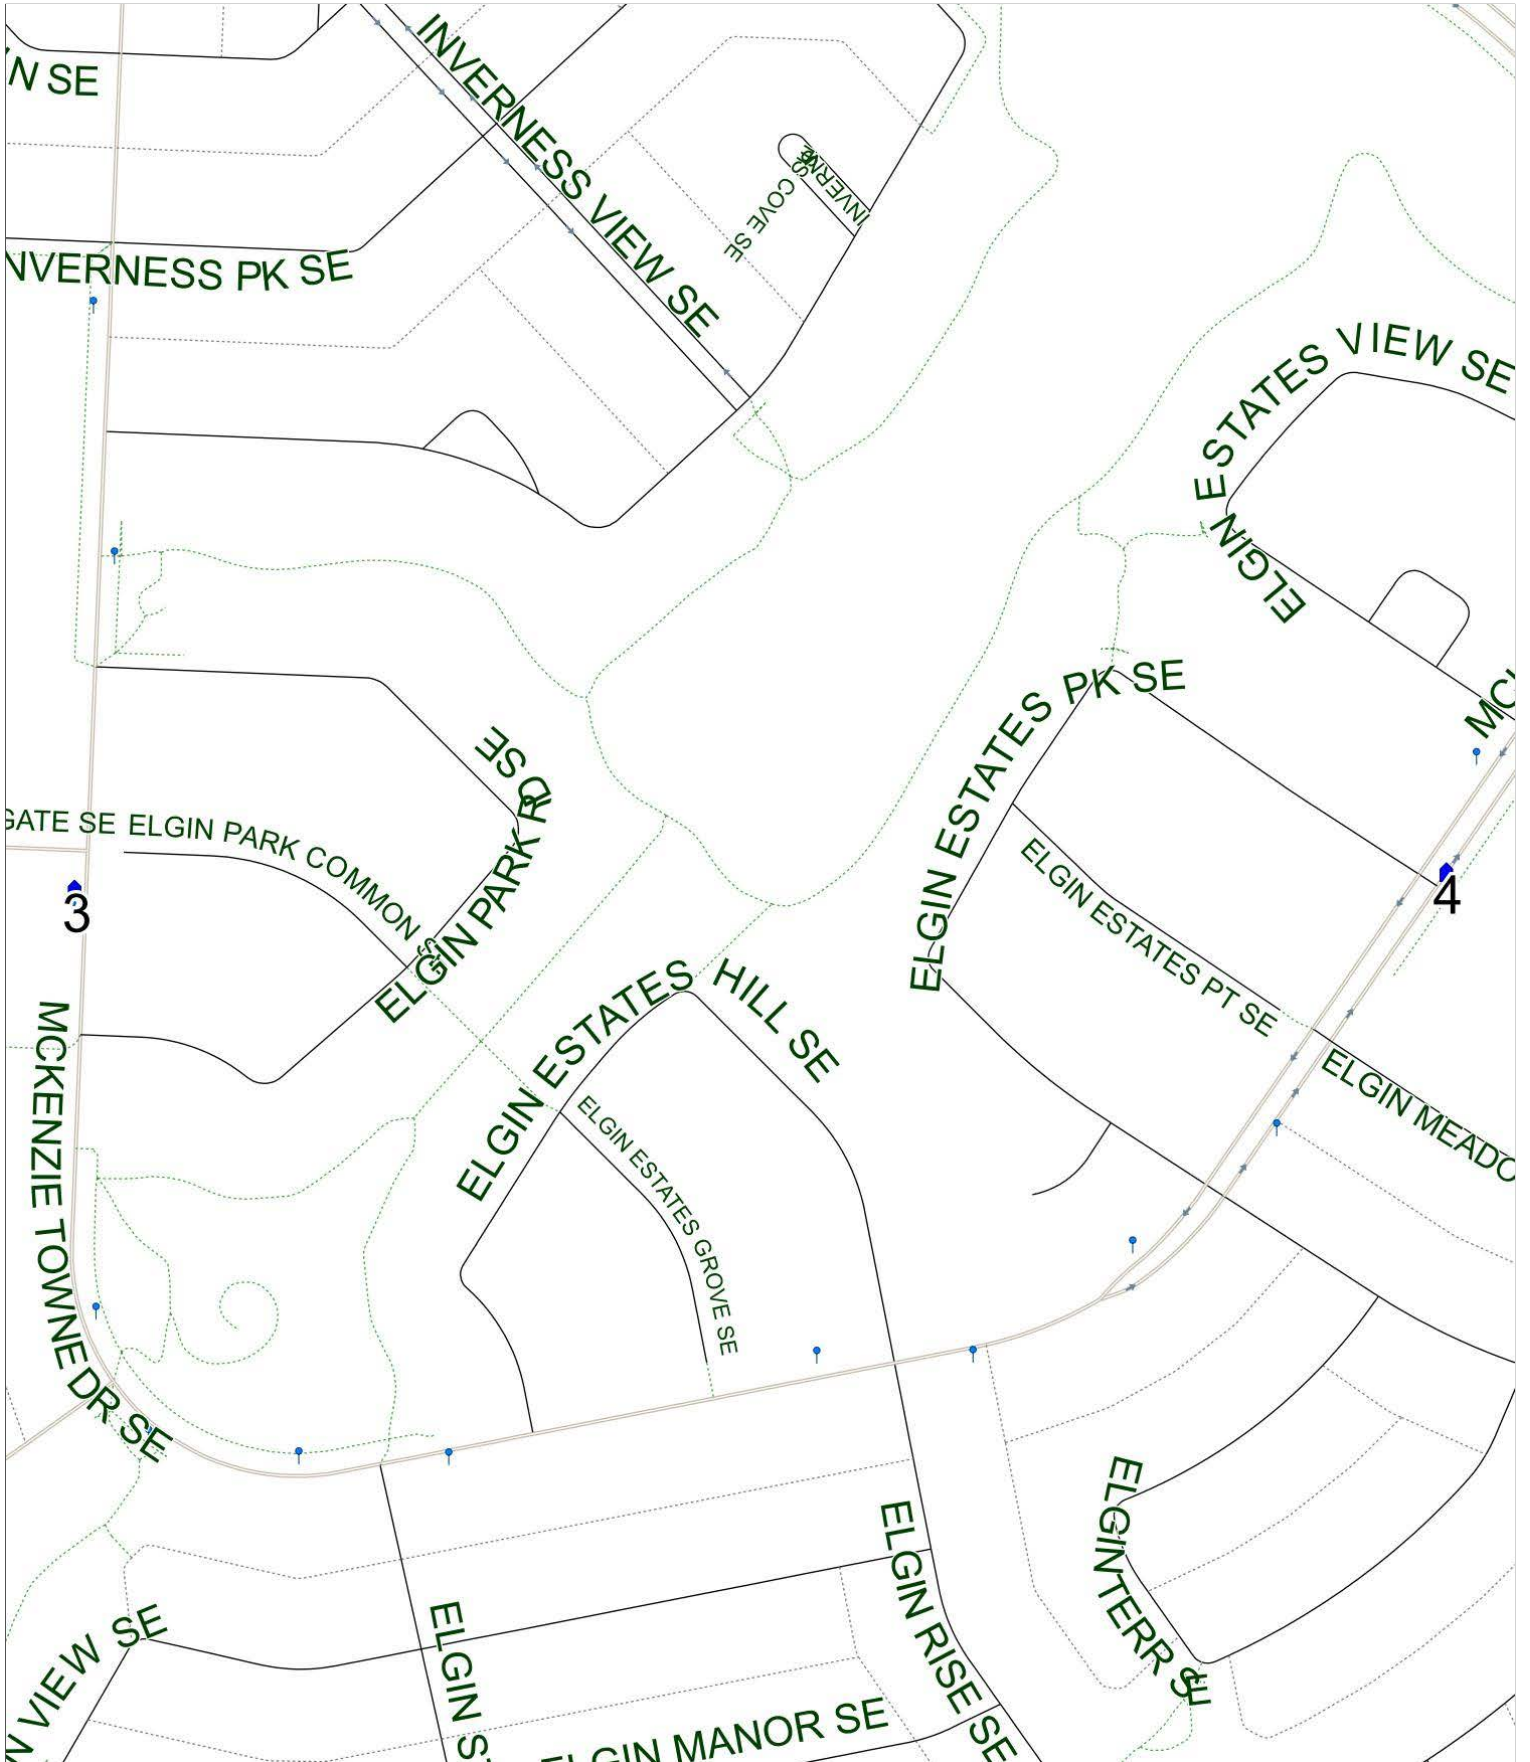 INVERNESS VIEW SE
N SE
INVERN
COVE SE
NVERNESS PK SE
ELGIN ESTATES VIEW SE
ELGIN ESTATES PK SE
ELGIN PARK RD SE
GATE SE
ELGIN PARK COMMON S
ELGIN ESTATES PT SE
3
4
ELGIN ESTATES HILL SE
MCKENZIE TOWNE DR SE
ELGIN ESTATES GROVE SE
ELGIN MEADO
ELGIN TERR SE
ELGIN RISE SE
N VIEW SE
ELGIN S
LGIN MANOR SE